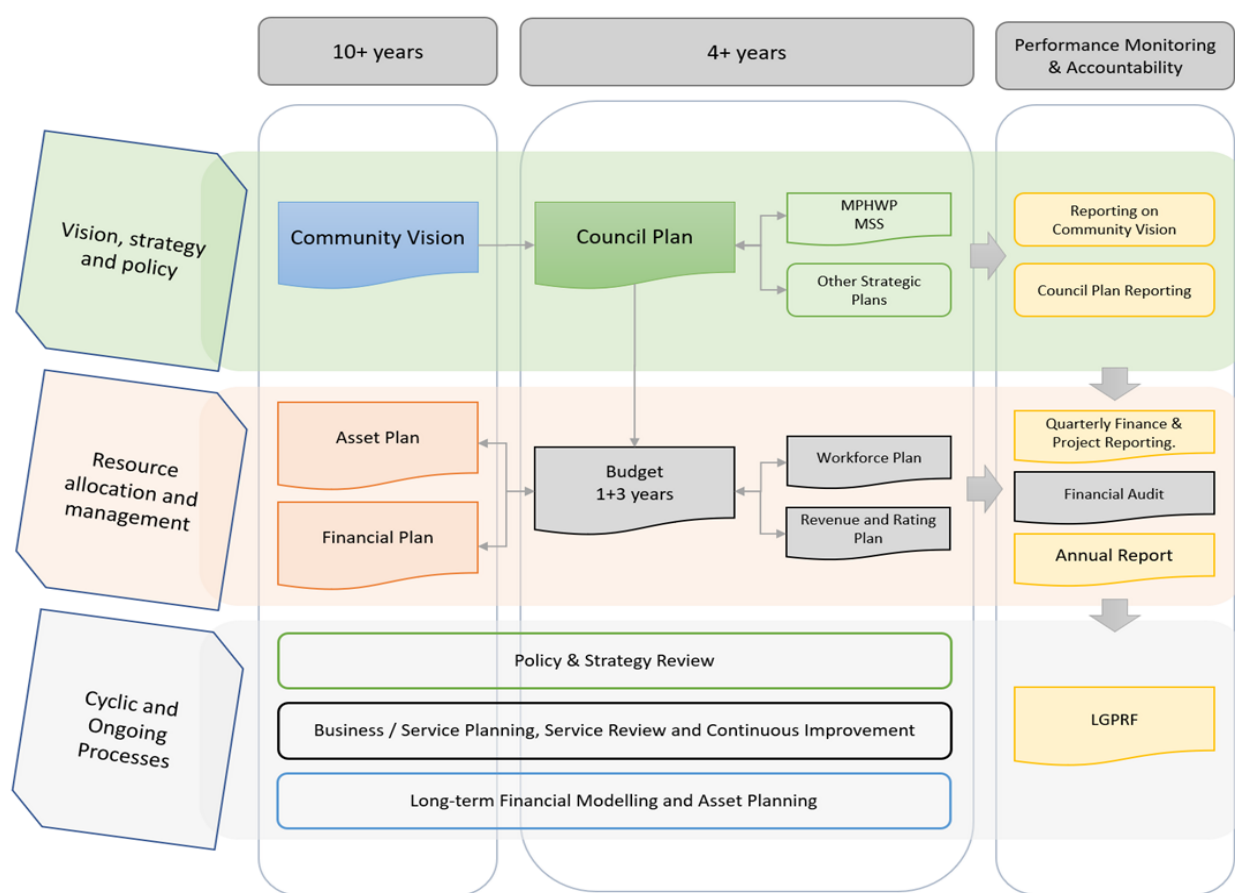 10+ years
4+ years
Performance Monitoring
& Accountability
Vision, strategy
and policy
Community Vision
Council Plan
MPHWP
MSS
Other Strategic
Plans
Reporting on
Community Vision
Council Plan Reporting
Resource
allocation and
management
Asset Plan
Financial Plan
Budget
1+3 years
Workforce Plan
Revenue and Rating
Plan
Quarterly Finance &
Project Reporting.
Financial Audit
Annual Report
Cyclic and
Ongoing
Processes
Policy & Strategy Review
Business / Service Planning, Service Review and Continuous Improvement
Long-term Financial Modelling and Asset Planning
LGPRF